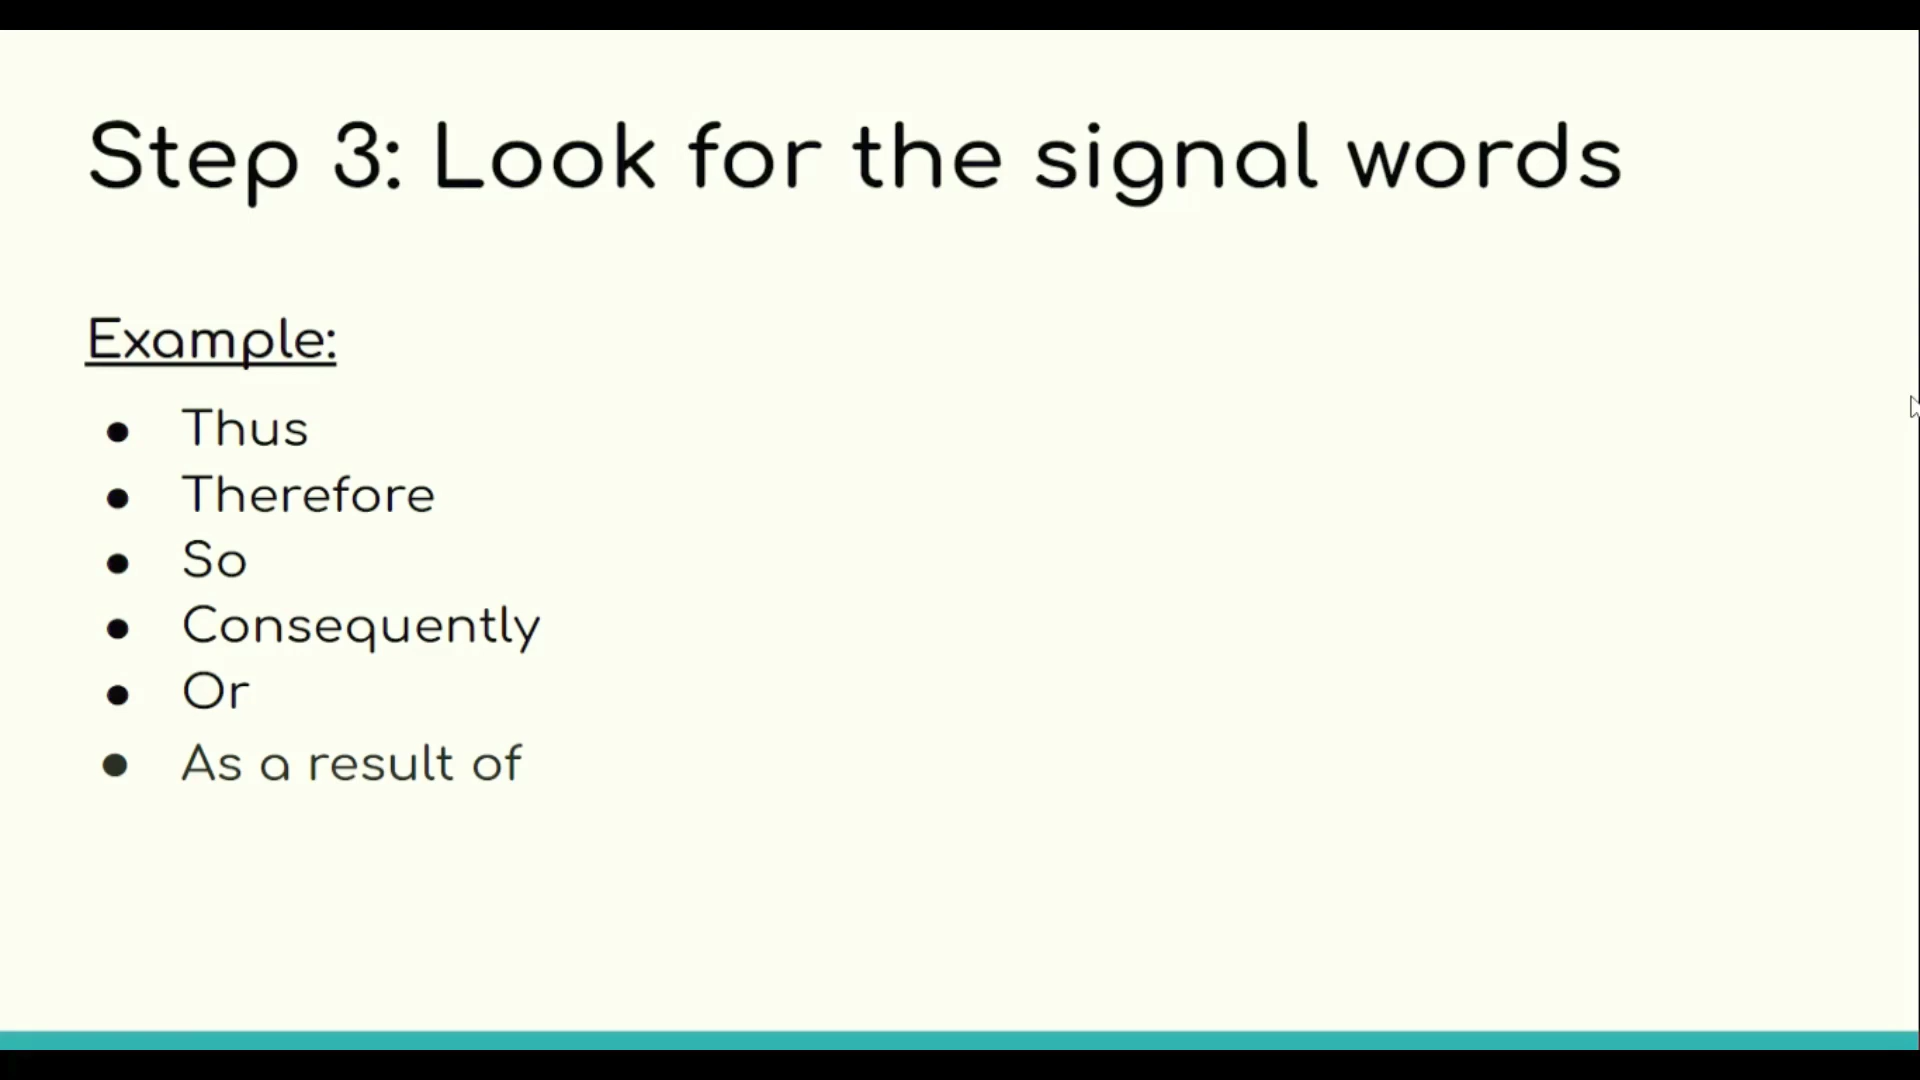 Step 3: Look for the signal words
Example:
● Thus
● Therefore
● So
● Consequently
● Or
● As a result of